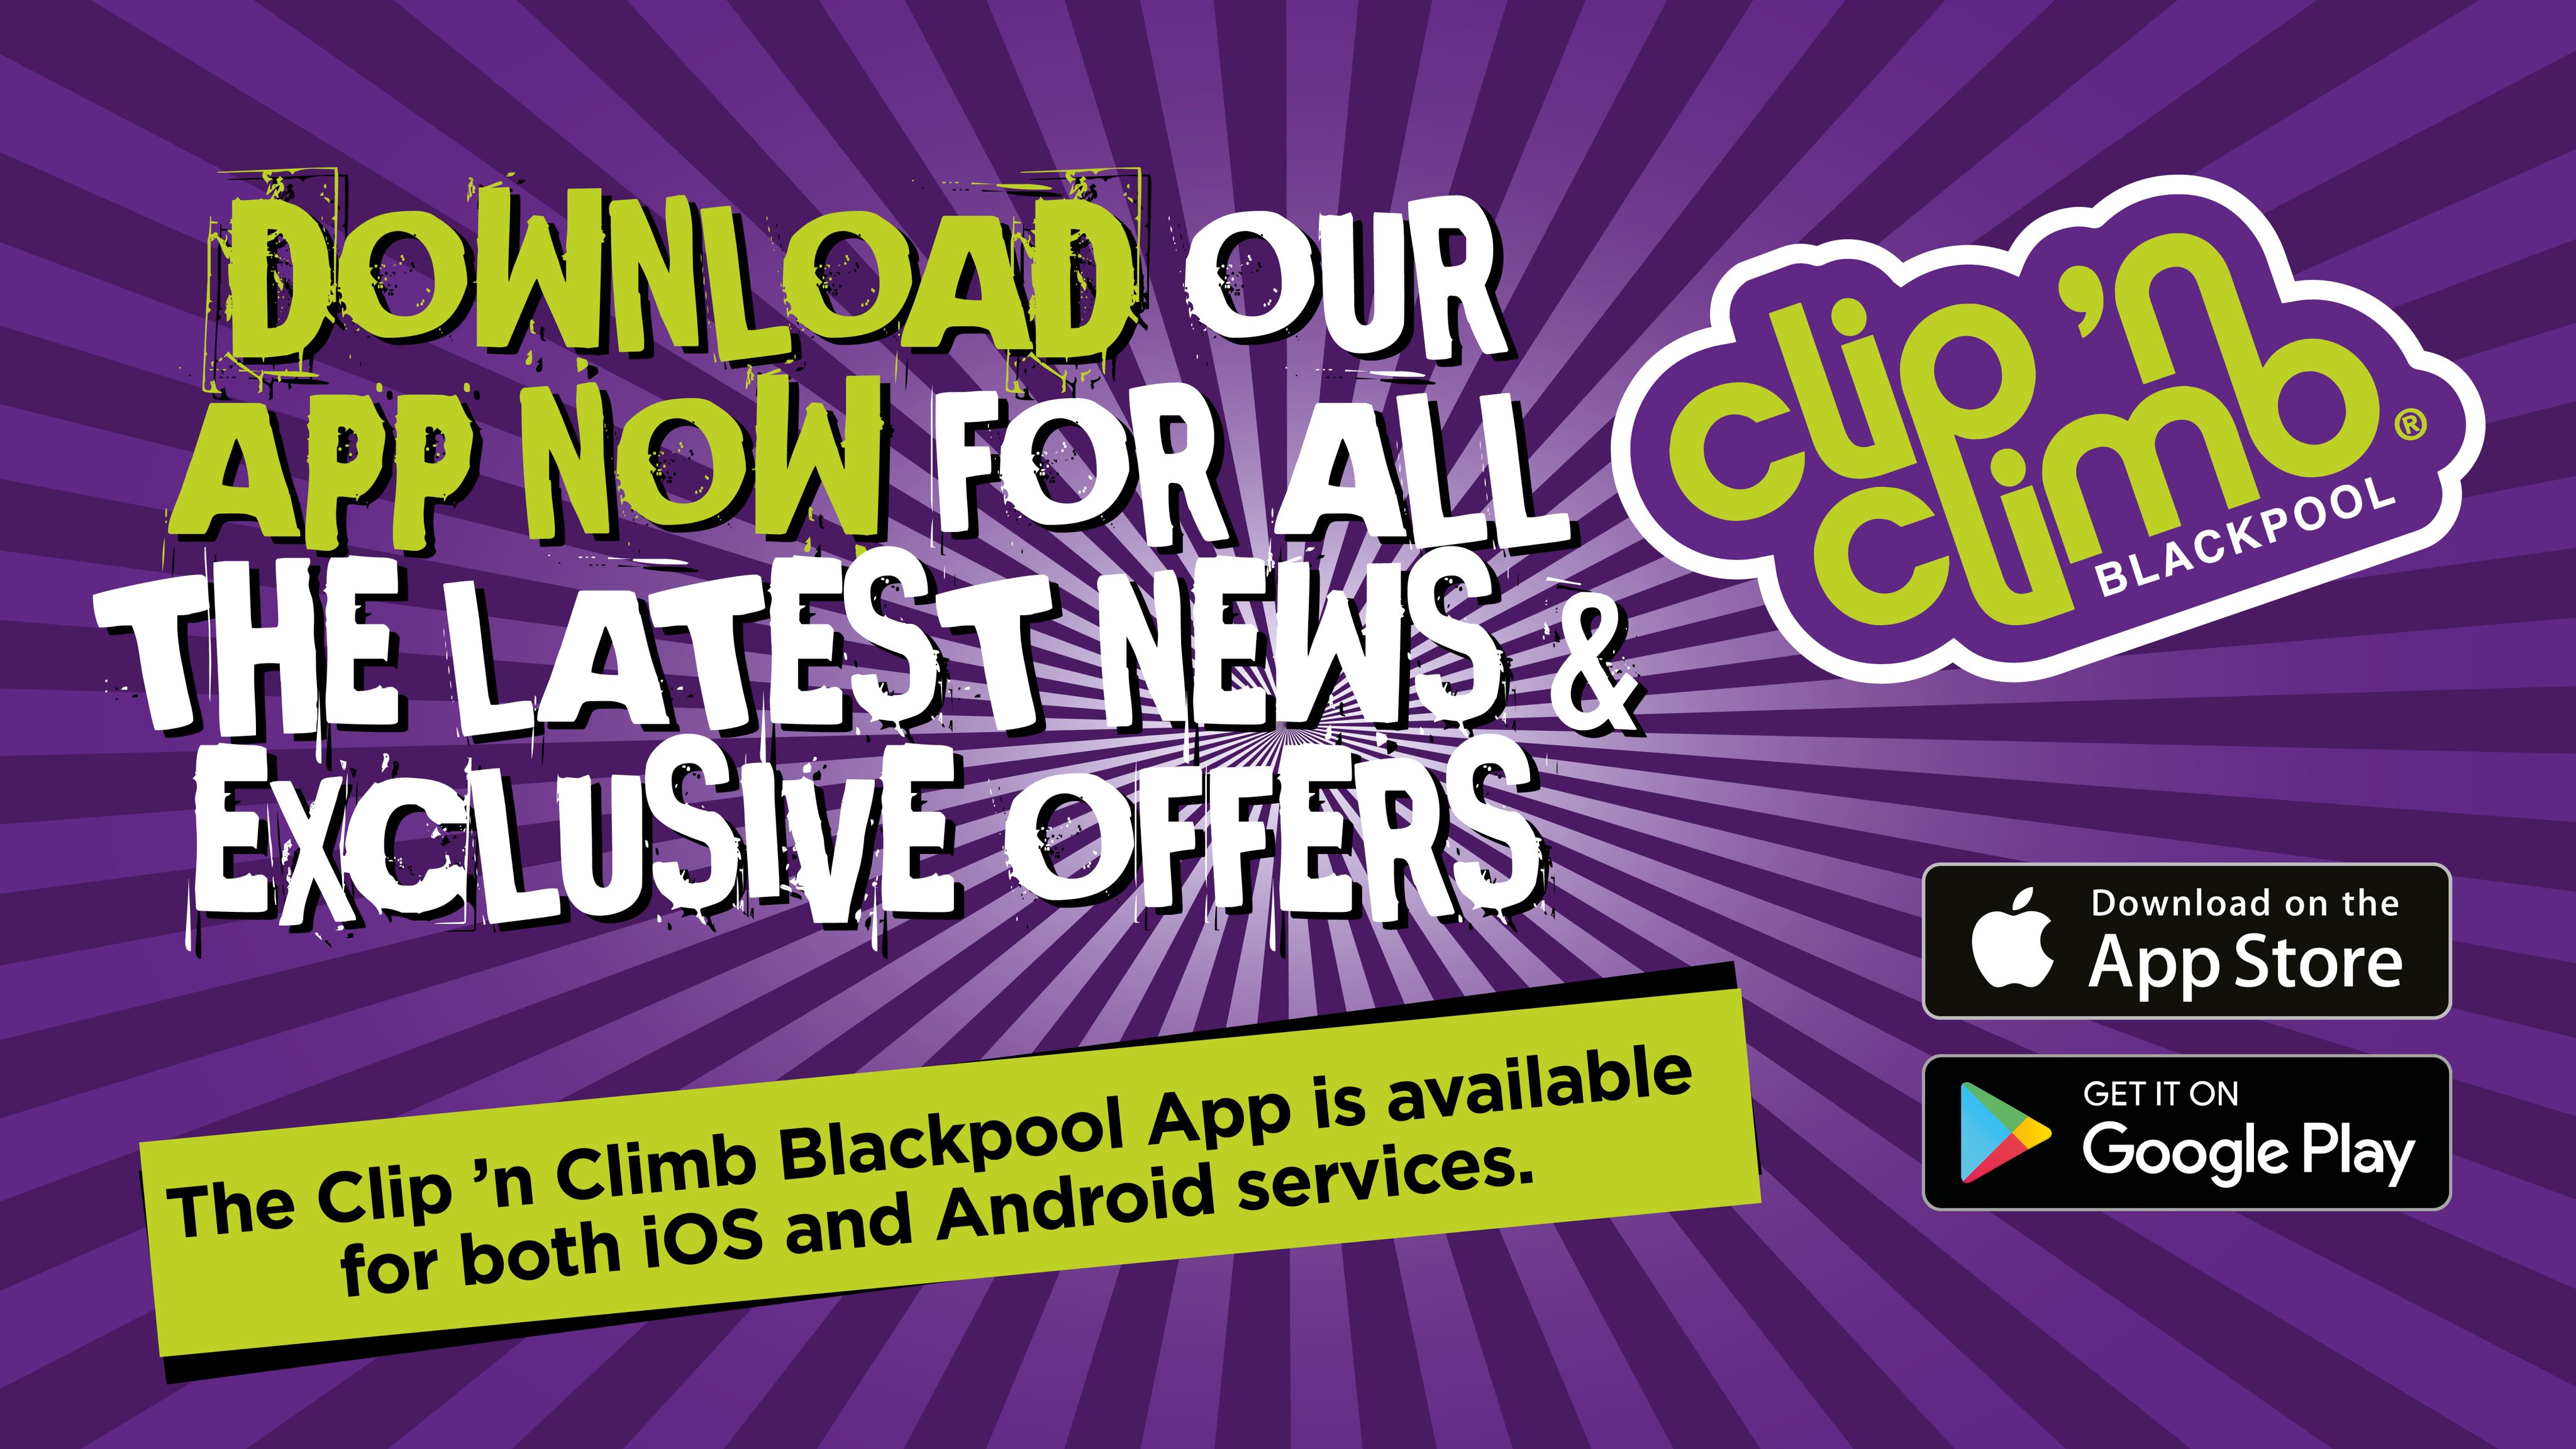 DOWNLOAD OUR
APP NOW FOR ALL
THE LATEST NEWS &
EXCLUSIVE OFFERS
clip 'n
climb®
BLACKPOOL
Download on the
App Store
GET IT ON
Google Play
The Clip ’n Climb Blackpool App is available
for both iOS and Android services.